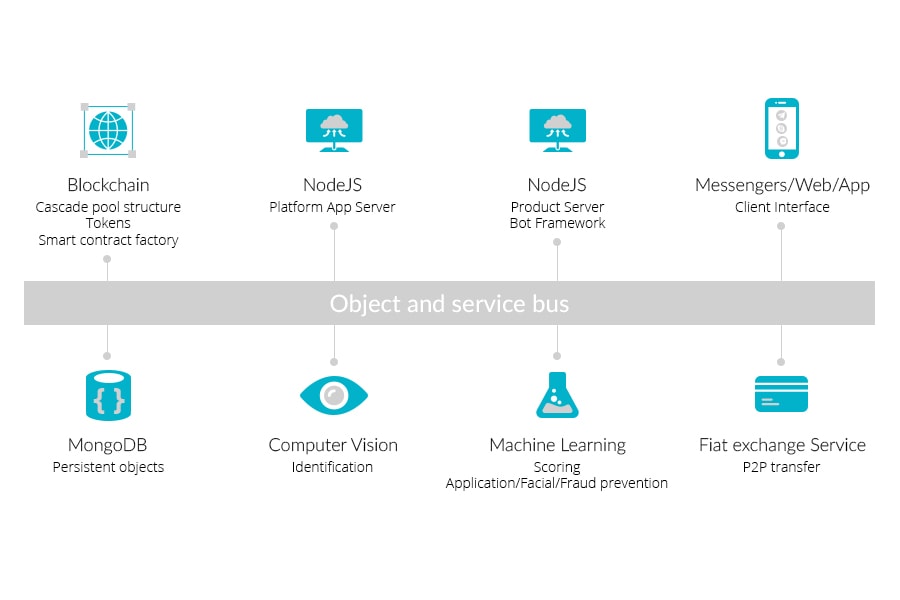 Blockchain
Cascade pool structure
Tokens
Smart contract factory
NodeJS
Platform App Server
NodeJS
Product Server
Bot Framework
Messengers/Web/App
Client Interface
Object and service bus
{ }
MongoDB
Persistent objects
Computer Vision
Identification
Machine Learning
Scoring
Application/Facial/Fraud prevention
Fiat exchange Service
P2P transfer